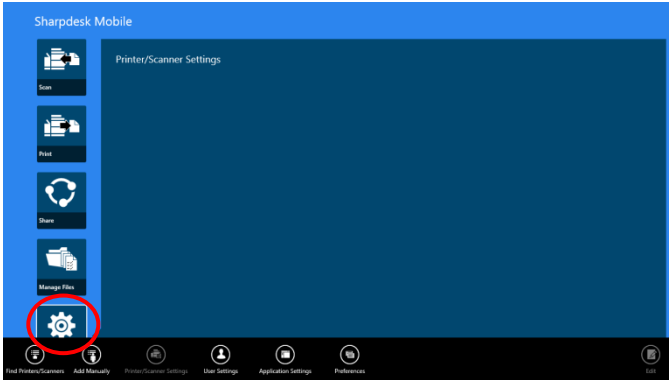 Sharpdesk Mobile
Printer/Scanner Settings
Scan
Print
Share
Manage Files
Find Printers/Scanners
Add Manually
Printer/Scanner Settings
User Settings
Application Settings
Preferences
Edit